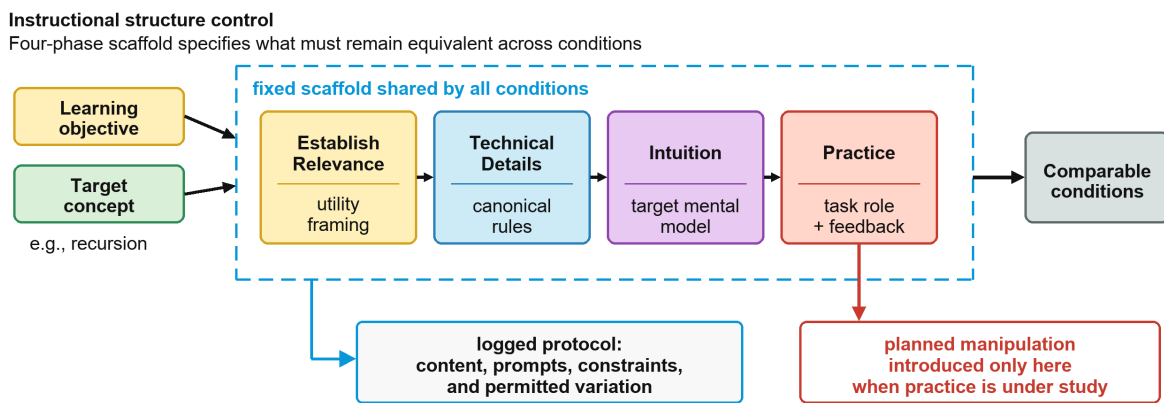 Instructional structure control
Four-phase scaffold specifies what must remain equivalent across conditions
fixed scaffold shared by all conditions
Learning
objective
Target
concept
e.g., recursion
Establish
Relevance
utility
framing
Technical
Details
canonical
rules
Intuition
target mental
model
Practice
task role
+ feedback
Comparable
conditions
logged protocol:
content, prompts, constraints,
and permitted variation
planned manipulation
introduced only here
when practice is under study